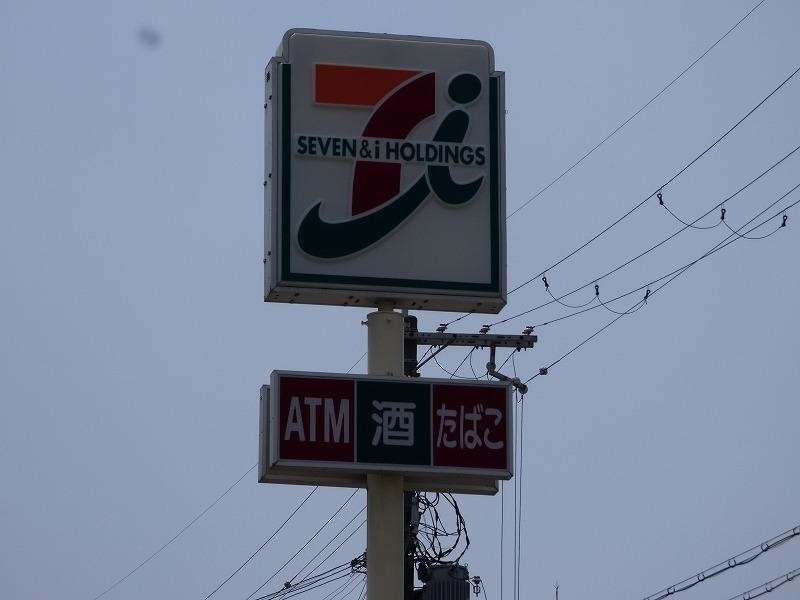 SEVEN & i HOLDINGS
ATM 酒 たばこ